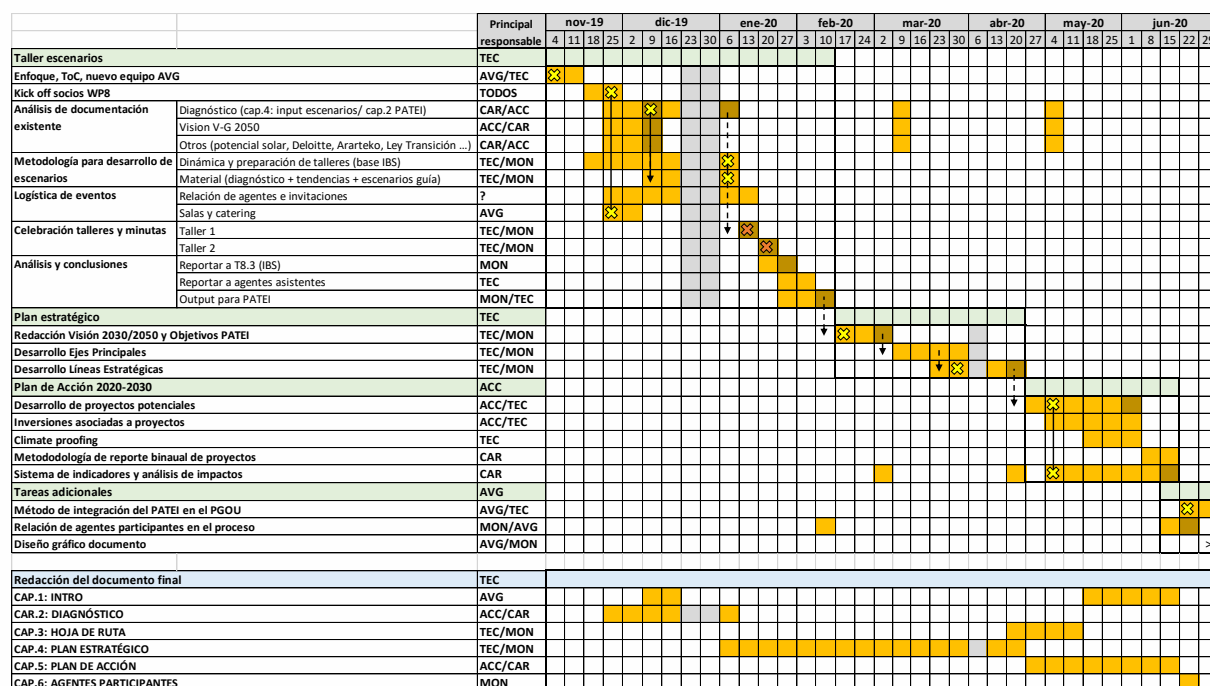 Principal nov-19 dic-19 ene-20 feb-20 mar-20 abr-20 may-20 jun-20
responsable 4 11 18 25 2 9 16 23 30 6 13 20 27 3 10 17 24 2 9 16 23 30 6 13 20 27 4 11 18 25 1 8 15 22 29
Taller escenarios TEC
Enfoque, ToC, nuevo equipo AVG AVG/TEC
Kick off socios WP8 TODOS
Análisis de documentación Diagnóstico (cap.4: input escenarios/ cap.2 PATEI) CAR/ACC
existente Vision V-G 2050 ACC/CAR
Otros (potencial solar, Deloitte, Ararteko, Ley Transición ...) CAR/ACC
Metodología para desarrollo de Dinámica y preparación de talleres (base IBS) TEC/MON
escenarios Material (diagnóstico + tendencias + escenarios guía) TEC/MON
Logística de eventos Relación de agentes e invitaciones ?
Salas y catering AVG
Celebración talleres y minutas Taller 1 TEC/MON
Taller 2 TEC/MON
Análisis y conclusiones Reportar a T8.3 (IBS) MON
Reportar a agentes asistentes TEC
Output para PATEI MON/TEC
Plan estratégico TEC
Redacción Visión 2030/2050 y Objetivos PATEI TEC/MON
Desarrollo Ejes Principales TEC/MON
Desarrollo Líneas Estratégicas TEC/MON
Plan de Acción 2020-2030 ACC
Desarrollo de proyectos potenciales ACC/TEC
Inversiones asociadas a proyectos ACC/TEC
Climate proofing TEC
Metododología de reporte binaual de proyectos CAR
Sistema de indicadores y análisis de impactos CAR
Tareas adicionales AVG
Método de integración del PATEI en el PGOU AVG/TEC
Relación de agentes participantes en el proceso MON/AVG
Diseño gráfico documento AVG/MON >
Redacción del documento final TEC
CAP.1: INTRO AVG
CAR.2: DIAGNÓSTICO ACC/CAR
CAP.3: HOJA DE RUTA TEC/MON
CAP.4: PLAN ESTRATÉGICO TEC/MON
CAP.5: PLAN DE ACCIÓN ACC/CAR
CAP.6: AGENTES PARTICIPANTES MON